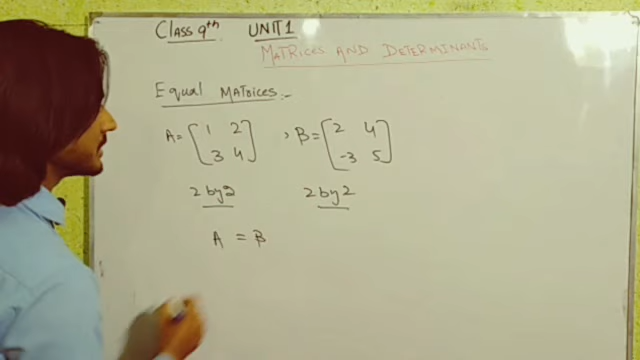 CLASS 9th UNIT 1
MATRICES AND DETERMINANTS
Equal MATRICES:-
A = [1 2 , B = [2 4
3 4] -3 5]
2 by 2 2 by 2
A = B